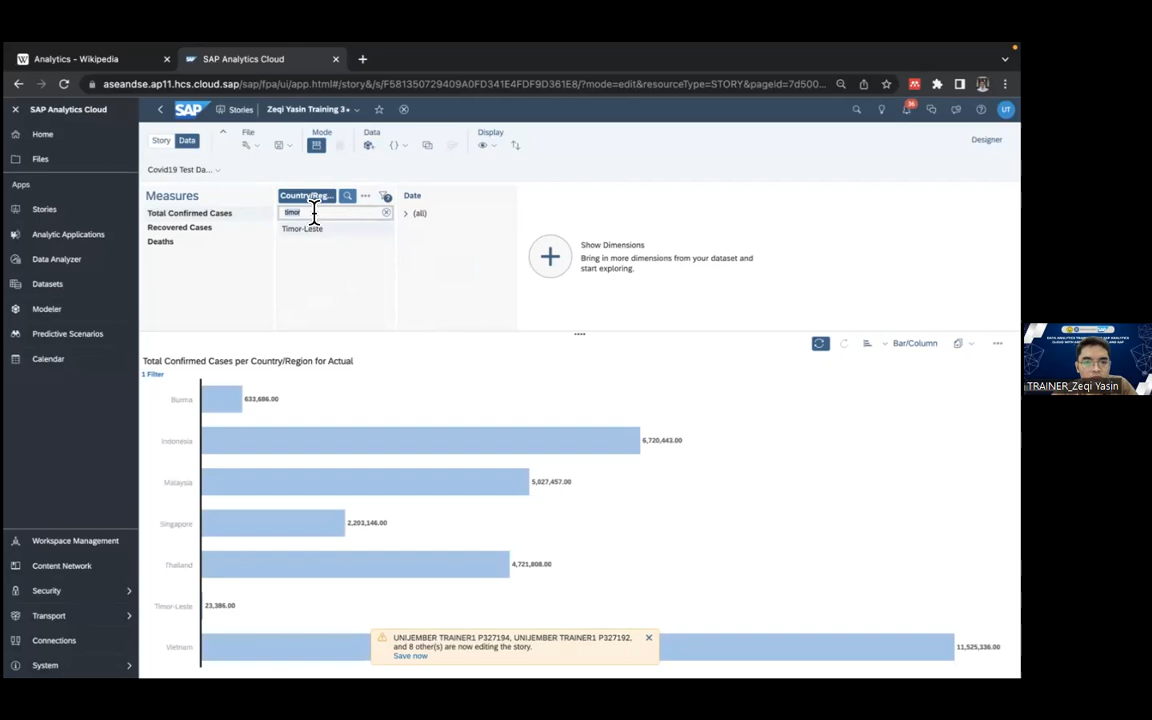 Analytics - Wikipedia
SAP Analytics Cloud
aseandse.ap11.hcs.cloud.sap/sap/fpa/ui/app.html#/story&/s/F581350729409A0FD341E4FDF9D361E8/?mode=edit&resourceType=STORY&pageId=7d500...
SAP Analytics Cloud
SAP
Stories
Zeqi Yasin Training 3*
36
UT
Home
Files
Apps
Stories
Analytic Applications
Data Analyzer
Datasets
Modeler
Predictive Scenarios
Calendar
Workspace Management
Content Network
Security
Transport
Connections
System
Story
Data
File
Mode
Data
Display
Designer
Covid19 Test Da...
Measures
Total Confirmed Cases
Recovered Cases
Deaths
Country/Reg...
timor
Timor-Leste
Date
(all)
Show Dimensions
Bring in more dimensions from your dataset and
start exploring.
Bar/Column
Total Confirmed Cases per Country/Region for Actual
1 Filter
Burma
633,686.00
Indonesia
6,720,443.00
Malaysia
5,027,457.00
Singapore
2,203,146.00
Thailand
4,721,808.00
Timor-Leste
23,386.00
Vietnam
11,525,336.00
UNIJEMBER TRAINER1 P327194, UNIJEMBER TRAINER1 P327192,
and 8 other(s) are now editing the story.
Save now
TRAINER_Zeqi Yasin